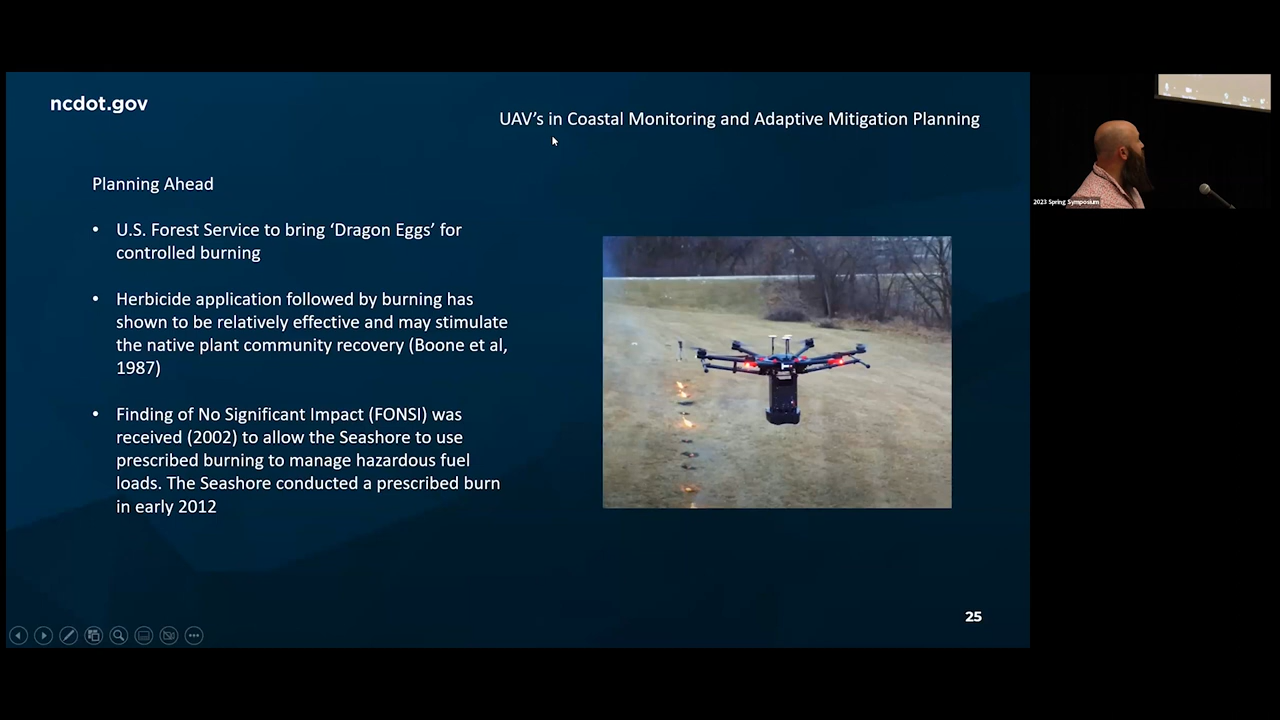 ncdot.gov
UAV's in Coastal Monitoring and Adaptive Mitigation Planning
Planning Ahead
• U.S. Forest Service to bring ‘Dragon Eggs’ for
controlled burning
• Herbicide application followed by burning has
shown to be relatively effective and may stimulate
the native plant community recovery (Boone et al,
1987)
• Finding of No Significant Impact (FONSI) was
received (2002) to allow the Seashore to use
prescribed burning to manage hazardous fuel
loads. The Seashore conducted a prescribed burn
in early 2012
25
2023 Spring Symposium